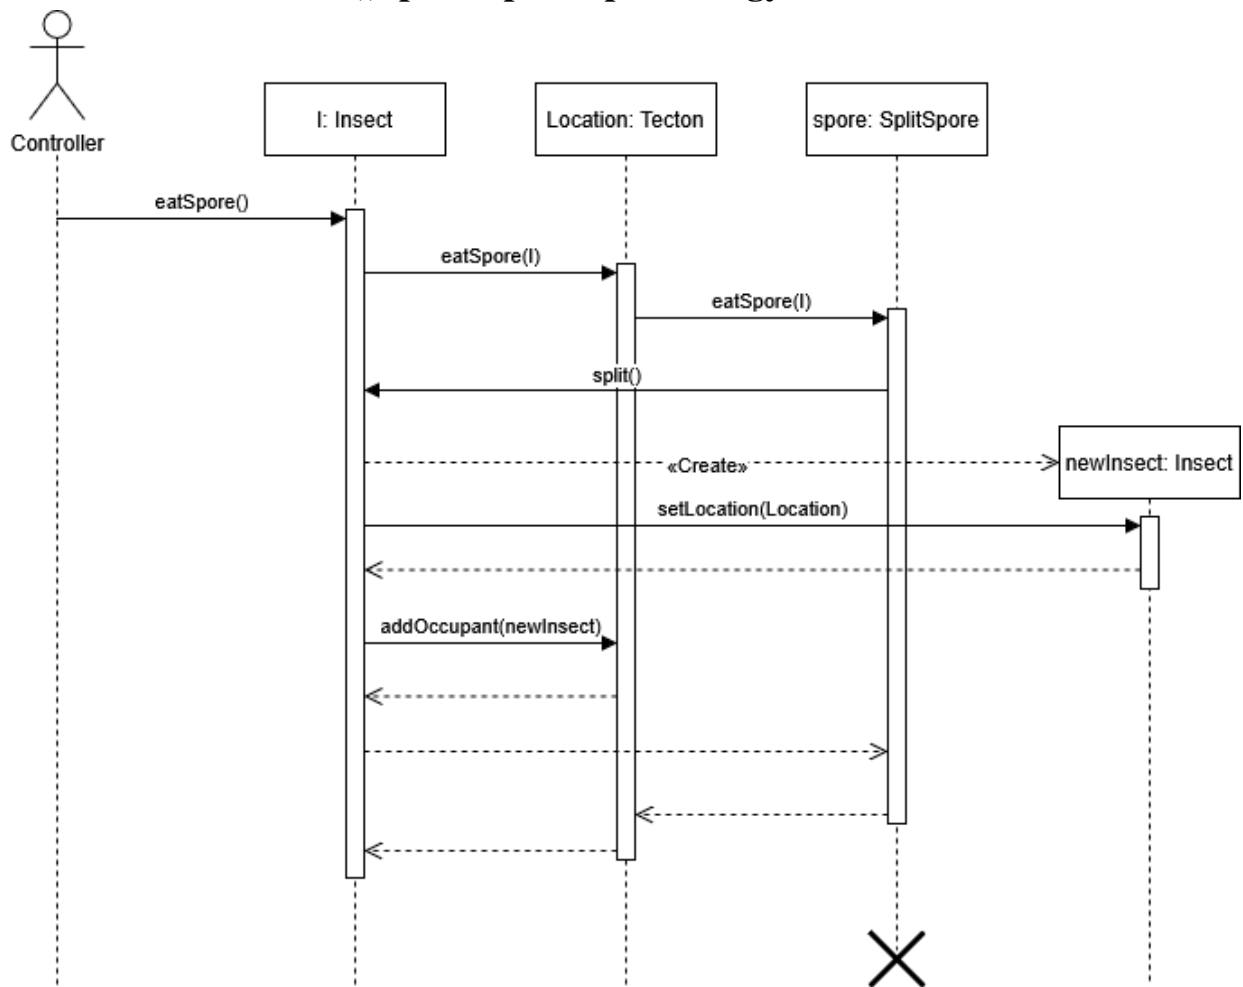 Controller
I: Insect
Location: Tecton
spore: SplitSpore
eatSpore()
eatSpore(I)
eatSpore(I)
split()
«Create»
newInsect: Insect
setLocation(Location)
addOccupant(newInsect)